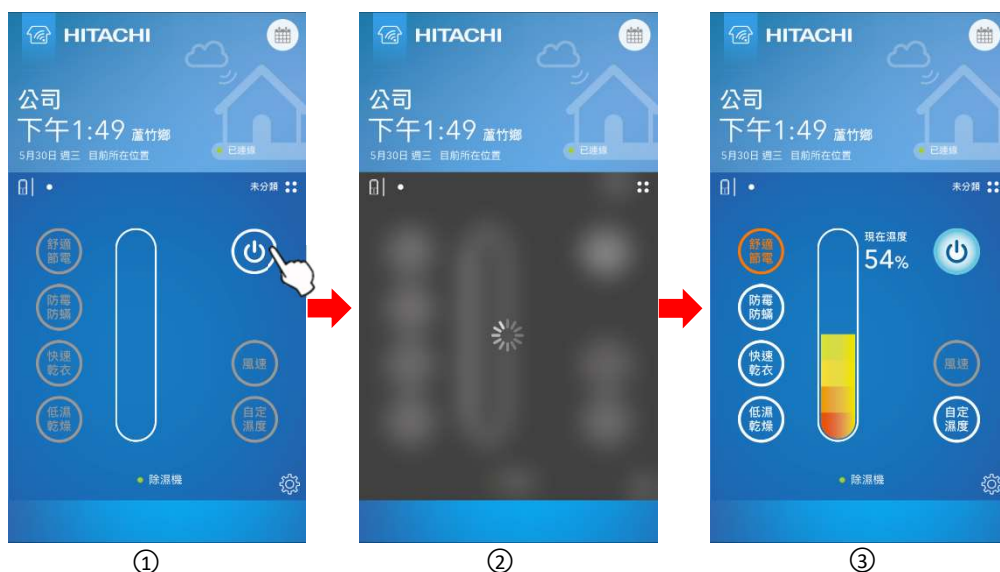 HITACHI
公司
下午1:49 蘆竹鄉
5月30日 週三 目前所在位置
已連線
未分類
舒適
節電
防霉
防蟎
快速
乾衣
風速
低濕
乾燥
自定
濕度
除濕機
①
HITACHI
公司
下午1:49 蘆竹鄉
5月30日 週三 目前所在位置
已連線
②
HITACHI
公司
下午1:49 蘆竹鄉
5月30日 週三 目前所在位置
已連線
未分類
現在濕度
54%
舒適
節電
防霉
防蟎
快速
乾衣
風速
低濕
乾燥
自定
濕度
除濕機
③